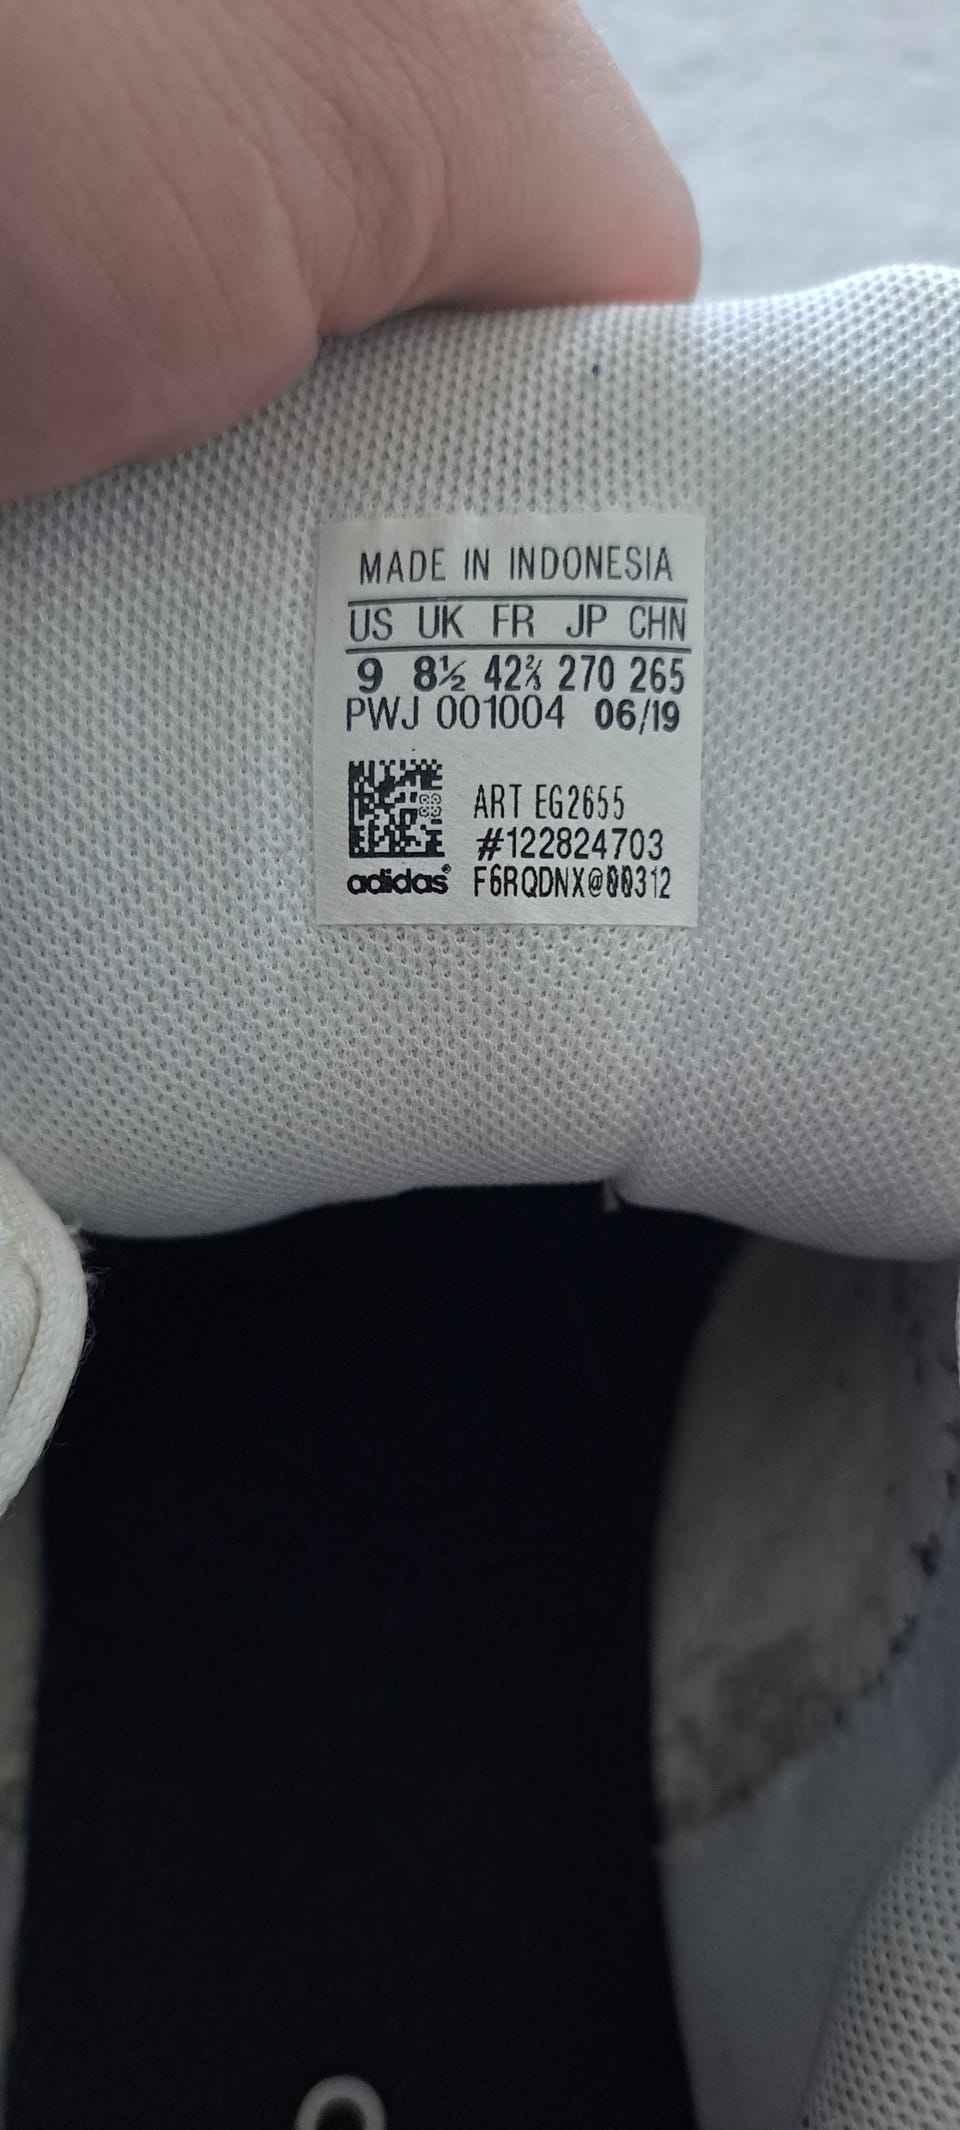 MADE IN INDONESIA
US UK FR JP CHN
9 8½ 42⅔ 270 265
PWJ 001004 06/19
ART EG2655
#122824703
adidas® F6RQDNX@00312